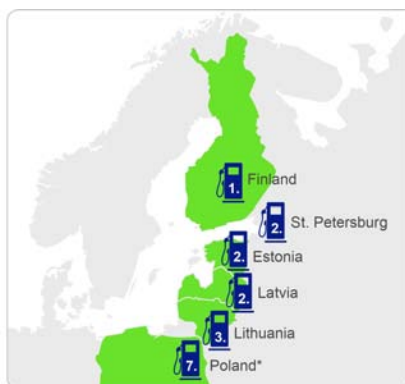 1. Finland
2. St. Petersburg
2. Estonia
2. Latvia
3. Lithuania
7. Poland*